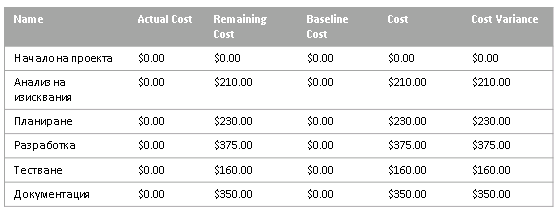 Name Actual Cost Remaining Cost Baseline Cost Cost Cost Variance
Начало на проекта $0.00 $0.00 $0.00 $0.00 $0.00
Анализ на изисквания $0.00 $210.00 $0.00 $210.00 $210.00
Планиране $0.00 $230.00 $0.00 $230.00 $230.00
Разработка $0.00 $375.00 $0.00 $375.00 $375.00
Тестване $0.00 $160.00 $0.00 $160.00 $160.00
Документация $0.00 $350.00 $0.00 $350.00 $350.00